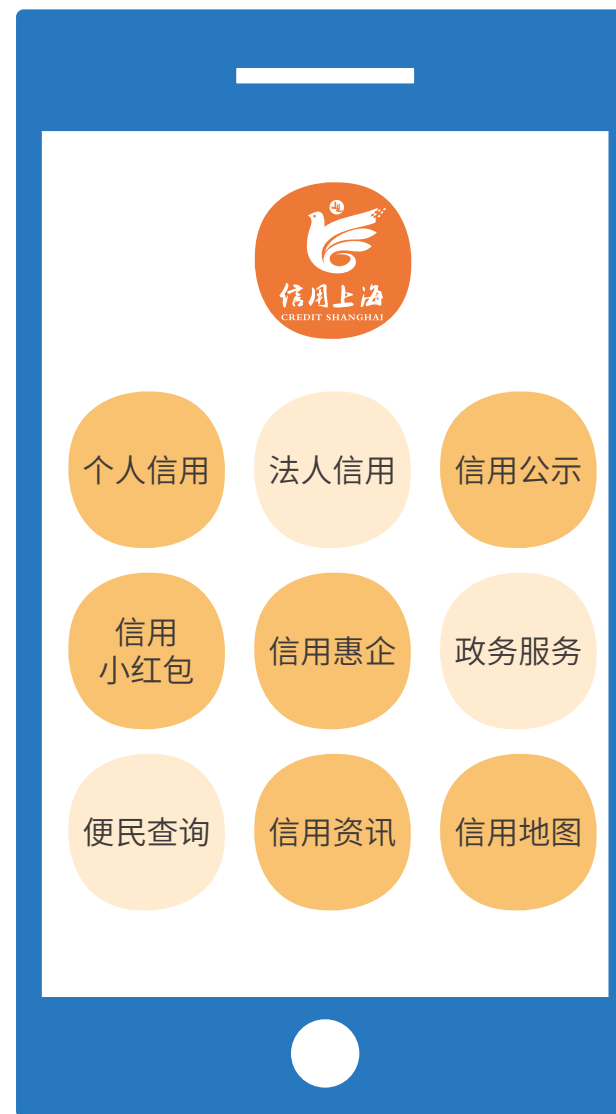 信用上海
CREDIT SHANGHAI
个人信用
法人信用
信用公示
信用
小红包
信用惠企
政务服务
便民查询
信用资讯
信用地图